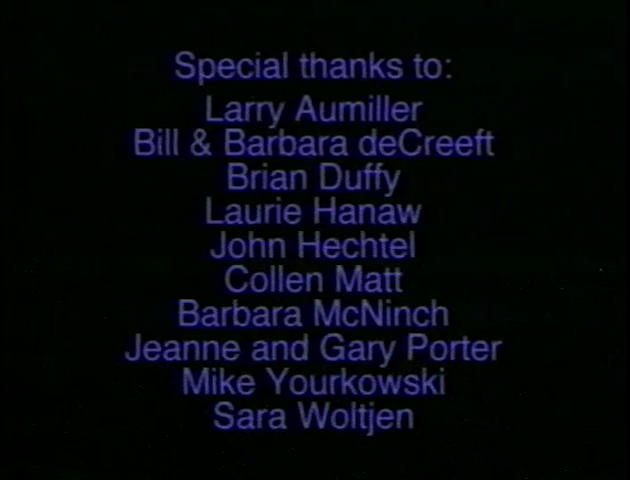 Special thanks to:
Larry Aumiller
Bill & Barbara deCreeft
Brian Duffy
Laurie Hanaw
John Hechtel
Collen Matt
Barbara McNinch
Jeanne and Gary Porter
Mike Yourkowski
Sara Woltjen